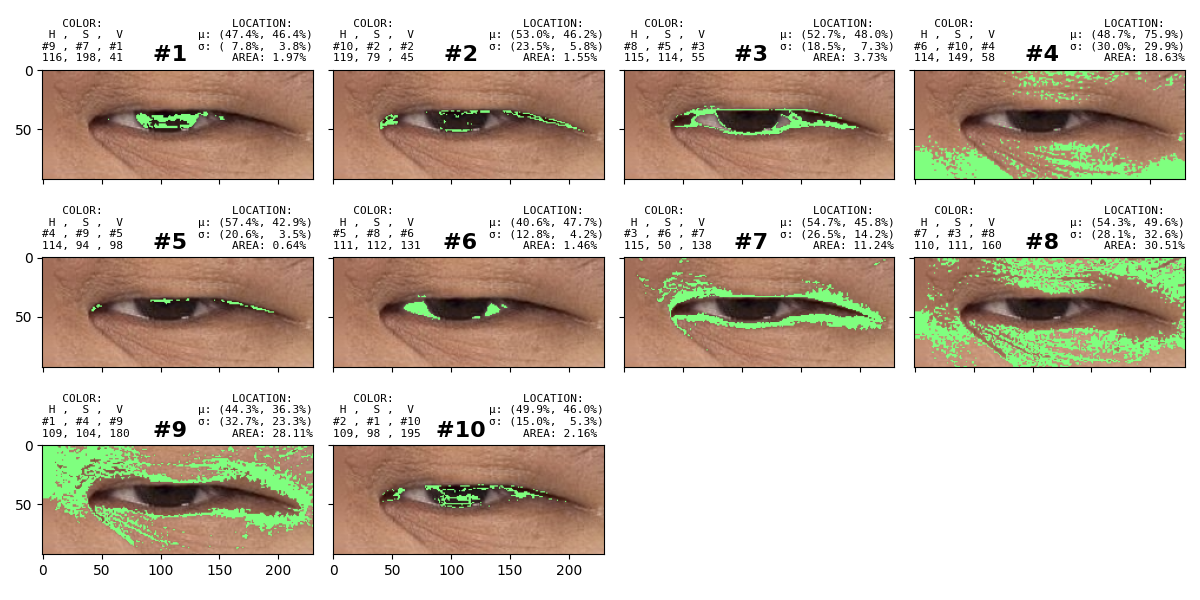 COLOR: LOCATION:
H , S , V μ: (47.4%, 46.4%)
#9 , #7 , #1 σ: ( 7.8%, 3.8%)
116, 198, 41 #1 AREA: 1.97%
COLOR: LOCATION:
H , S , V μ: (53.0%, 46.2%)
#10, #2 , #2 σ: (23.5%, 5.8%)
119, 79 , 45 #2 AREA: 1.55%
COLOR: LOCATION:
H , S , V μ: (52.7%, 48.0%)
#8 , #5 , #3 σ: (18.5%, 7.3%)
115, 114, 55 #3 AREA: 3.73%
COLOR: LOCATION:
H , S , V μ: (48.7%, 75.9%)
#6 , #10, #4 σ: (30.0%, 29.9%)
114, 149, 58 #4 AREA: 18.63%
0
50
COLOR: LOCATION:
H , S , V μ: (57.4%, 42.9%)
#4 , #9 , #5 σ: (20.6%, 3.5%)
114, 94 , 98 #5 AREA: 0.64%
COLOR: LOCATION:
H , S , V μ: (40.6%, 47.7%)
#5 , #8 , #6 σ: (12.8%, 4.2%)
111, 112, 131 #6 AREA: 1.46%
COLOR: LOCATION:
H , S , V μ: (54.7%, 45.8%)
#3 , #6 , #7 σ: (26.5%, 14.2%)
115, 50 , 138 #7 AREA: 11.24%
COLOR: LOCATION:
H , S , V μ: (54.3%, 49.6%)
#7 , #3 , #8 σ: (28.1%, 32.6%)
110, 111, 160 #8 AREA: 30.51%
0
50
COLOR: LOCATION:
H , S , V μ: (44.3%, 36.3%)
#1 , #4 , #9 σ: (32.7%, 23.3%)
109, 104, 180 #9 AREA: 28.11%
COLOR: LOCATION:
H , S , V μ: (49.9%, 46.0%)
#2 , #1 , #10 σ: (15.0%, 5.3%)
109, 98 , 195 #10 AREA: 2.16%
0
50
0 50 100 150 200
0 50 100 150 200